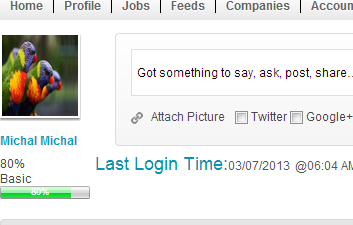 Home Profile Jobs Feeds Companies Accoun
Got something to say, ask, post, share..
Attach Picture Twitter Google+
Michal Michal
80%
Basic
80%
Last Login Time:03/07/2013 @06:04 AM